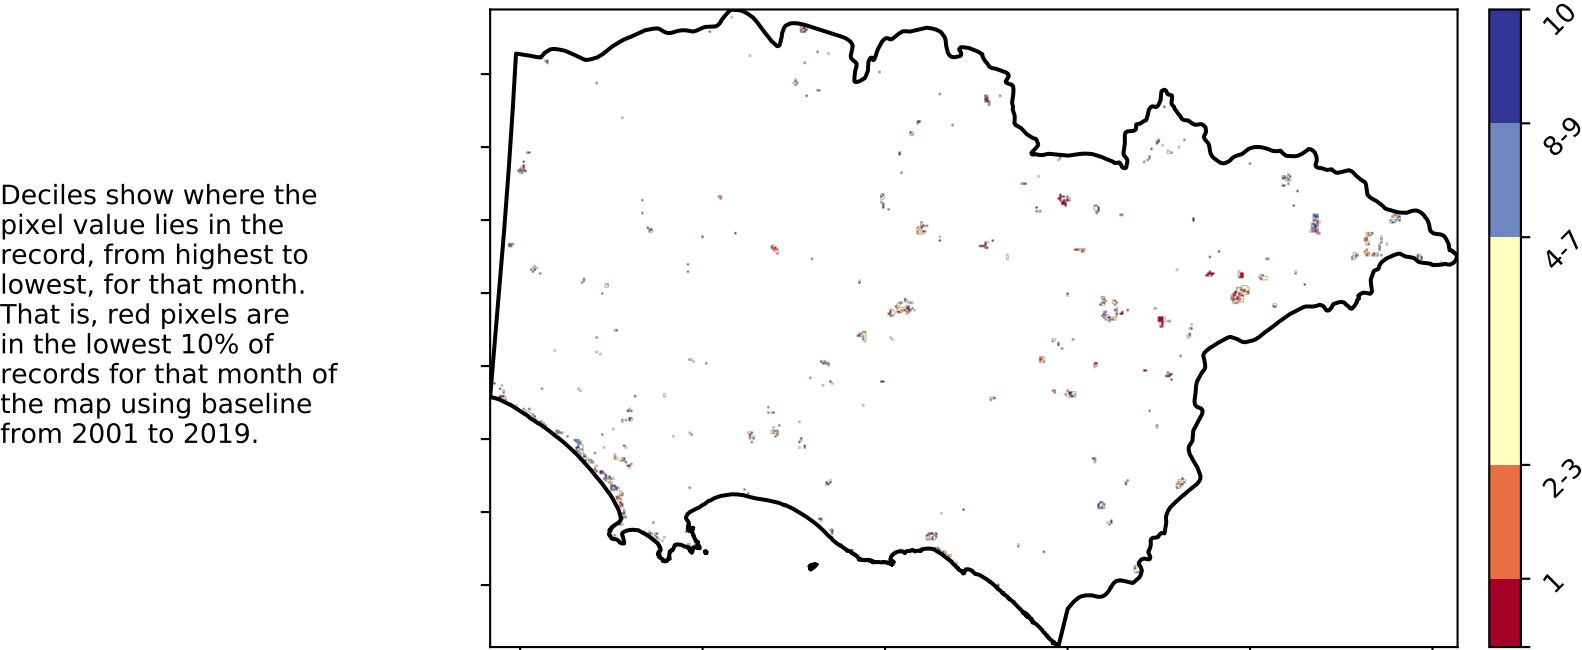 Deciles show where the
pixel value lies in the
record, from highest to
lowest, for that month.
That is, red pixels are
in the lowest 10% of
records for that month of
the map using baseline
from 2001 to 2019.
10
8-9
4-7
2-3
1